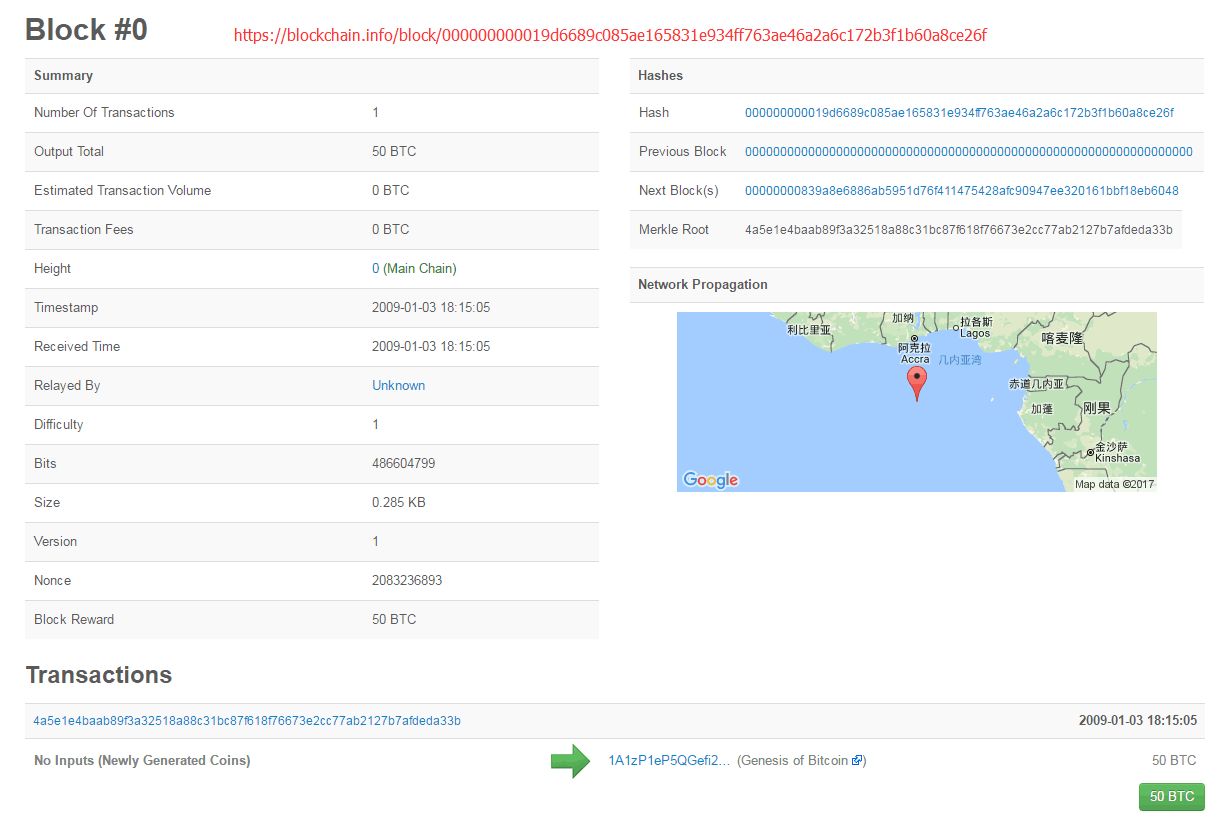 Block #0
https://blockchain.info/block/000000000019d6689c085ae165831e934ff763ae46a2a6c172b3f1b60a8ce26f
Summary
Number Of Transactions 1
Output Total 50 BTC
Estimated Transaction Volume 0 BTC
Transaction Fees 0 BTC
Height 0 (Main Chain)
Timestamp 2009-01-03 18:15:05
Received Time 2009-01-03 18:15:05
Relayed By Unknown
Difficulty 1
Bits 486604799
Size 0.285 KB
Version 1
Nonce 2083236893
Block Reward 50 BTC
Hashes
Hash 000000000019d6689c085ae165831e934ff763ae46a2a6c172b3f1b60a8ce26f
Previous Block 0000000000000000000000000000000000000000000000000000000000000000
Next Block(s) 00000000839a8e6886ab5951d76f411475428afc90947ee320161bbf18eb6048
Merkle Root 4a5e1e4baab89f3a32518a88c31bc87f618f76673e2cc77ab2127b7afdeda33b
Network Propagation
利比里亚
加纳
阿克拉
Accra
拉各斯
Lagos
几内亚湾
喀麦隆
赤道几内亚
加蓬
刚果
金沙萨
Kinshasa
Google
Map data ©2017
Transactions
4a5e1e4baab89f3a32518a88c31bc87f618f76673e2cc77ab2127b7afdeda33b 2009-01-03 18:15:05
No Inputs (Newly Generated Coins) 1A1zP1eP5QGefi2... (Genesis of Bitcoin) 50 BTC
50 BTC